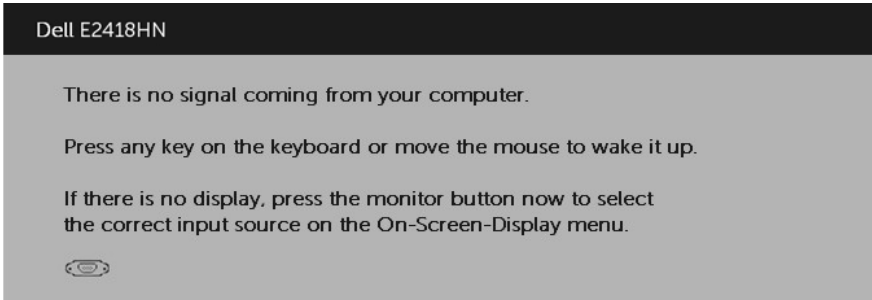 Dell E2418HN
There is no signal coming from your computer.
Press any key on the keyboard or move the mouse to wake it up.
If there is no display, press the monitor button now to select
the correct input source on the On-Screen-Display menu.